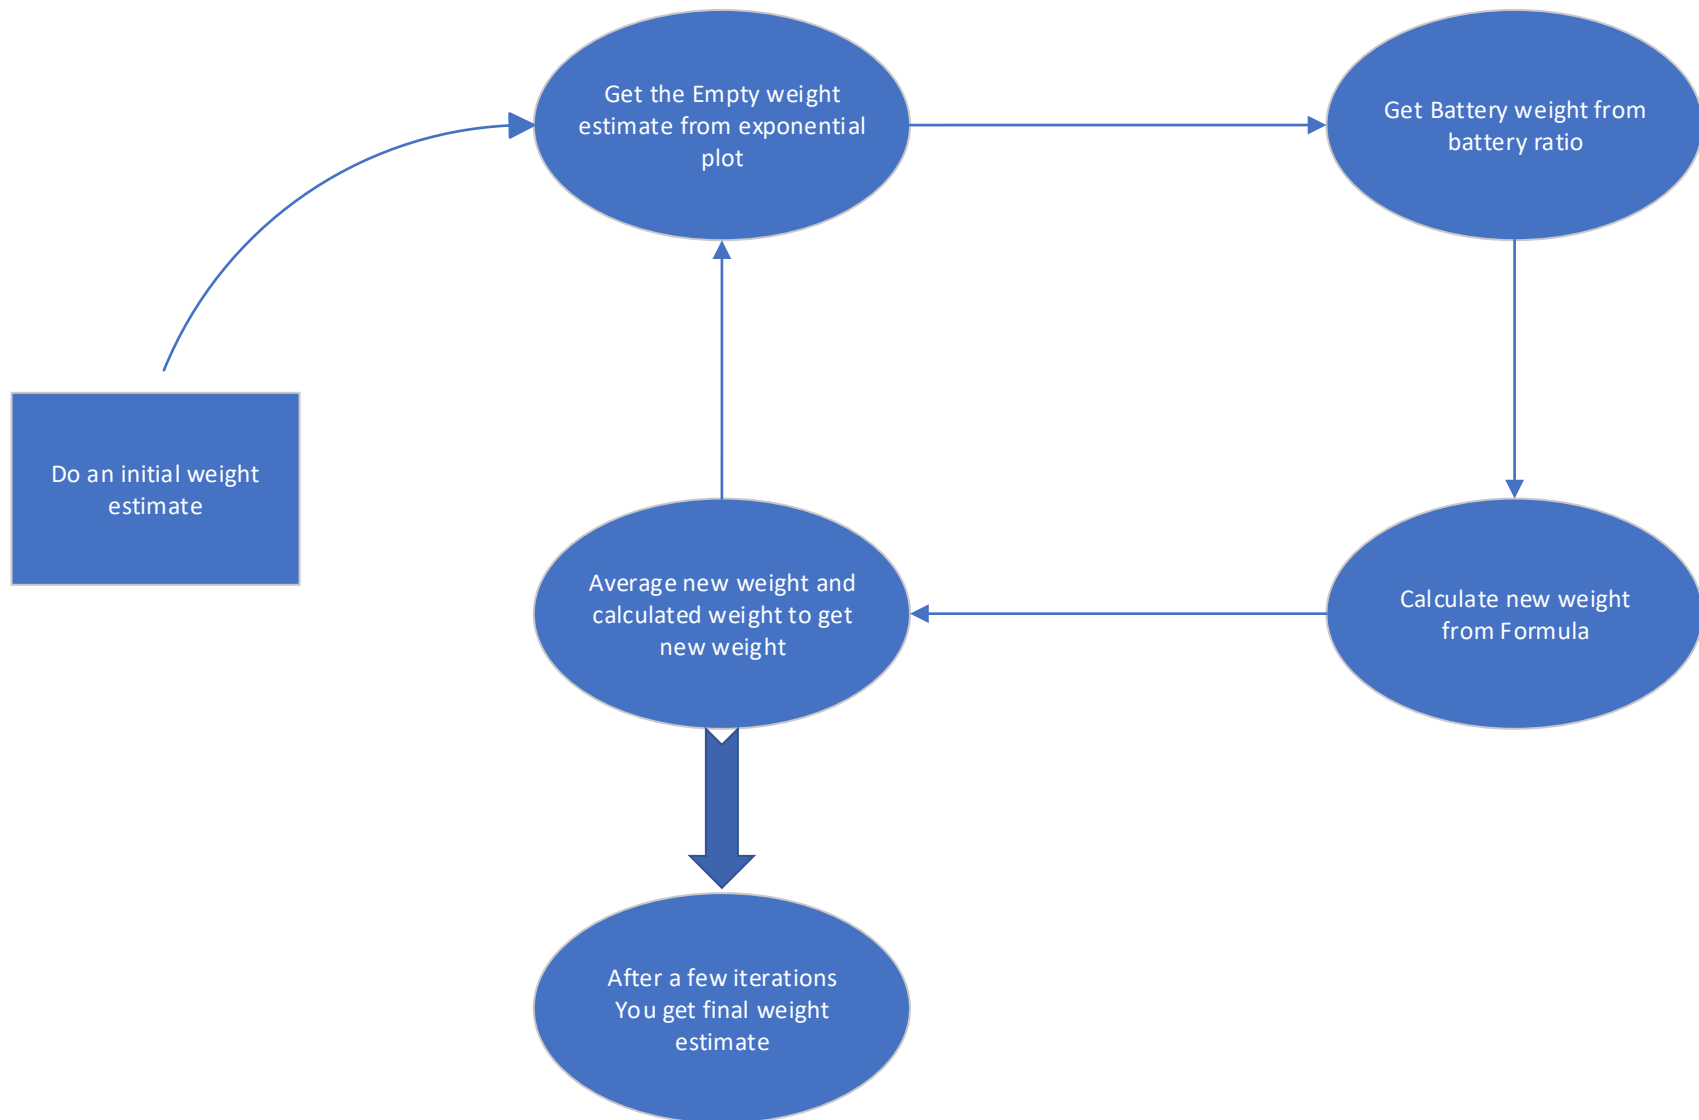 Get the Empty weight
estimate from exponential
plot
Get Battery weight from
battery ratio
Do an initial weight
estimate
Average new weight and
calculated weight to get
new weight
Calculate new weight
from Formula
After a few iterations
You get final weight
estimate